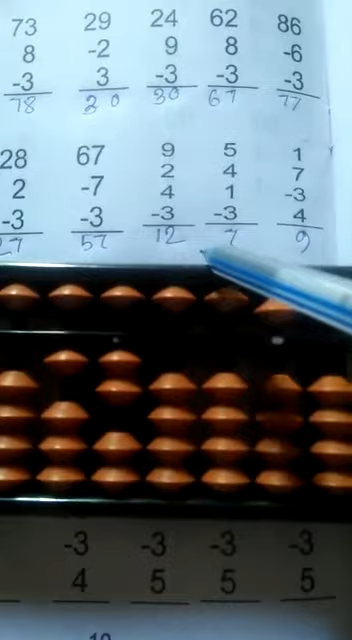 73 29 24 62 86
8 -2 9 8 -6
-3 3 -3 -3 -3
78 30 30 67 77
28 67 9 5 1
2 -7 2 4 7
-3 -3 4 1 -3
-3 -3 4
27 57 12 7 9
-3 -3 -3 -3
4 5 5 5